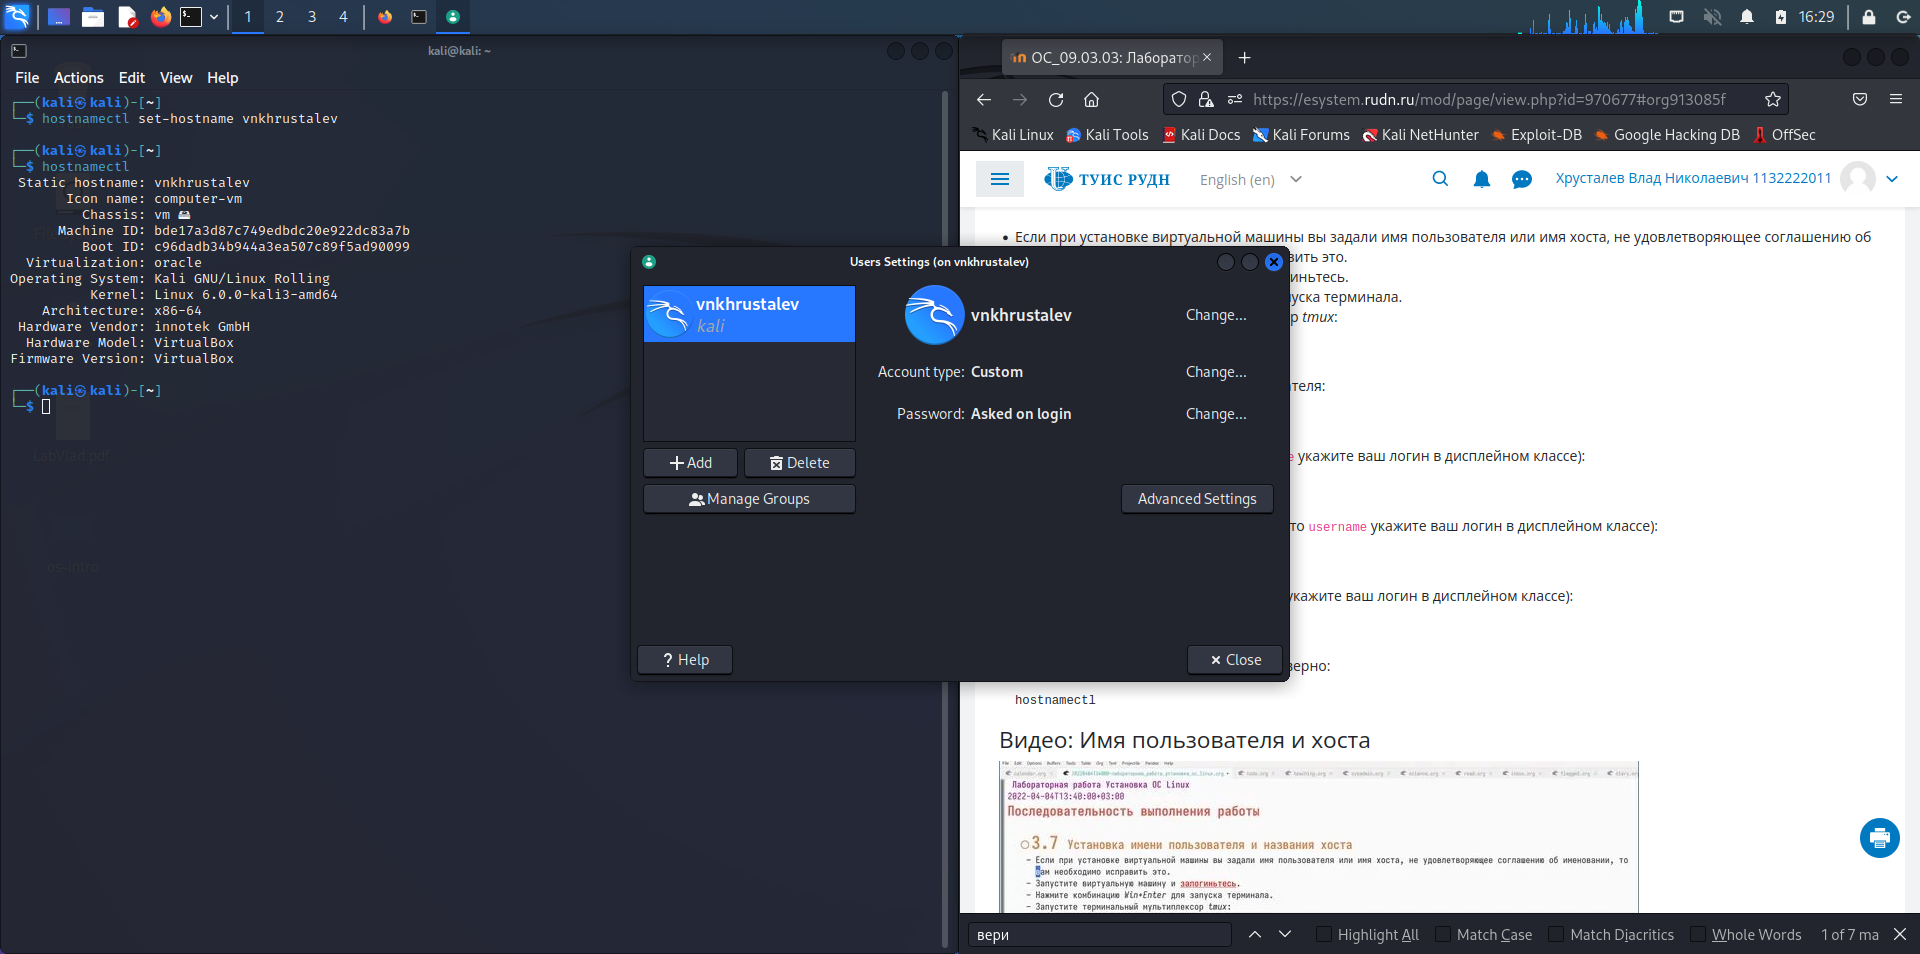 1 2 3 4
16:29
kali@kali: ~
File Actions Edit View Help
┌──(kali㉿kali)-[~]
└─$ hostnamectl set-hostname vnkhrustalev
┌──(kali㉿kali)-[~]
└─$ hostnamectl
Static hostname: vnkhrustalev
Icon name: computer-vm
Chassis: vm
Machine ID: bde17a3d87c749edbdc20e922dc83a7b
Boot ID: c96dadb34b944a3ea507c89f5ad90099
Virtualization: oracle
Operating System: Kali GNU/Linux Rolling
Kernel: Linux 6.0.0-kali3-amd64
Architecture: x86-64
Hardware Vendor: innotek GmbH
Hardware Model: VirtualBox
Firmware Version: VirtualBox
┌──(kali㉿kali)-[~]
└─$
LabVlad.pdf
os-intro
Users Settings (on vnkhrustalev)
vnkhrustalev
kali
vnkhrustalev Change...
Account type: Custom Change...
Password: Asked on login Change...
Add Delete
Manage Groups Advanced Settings
? Help Close
ОС_09.03.03: Лаборатор
https://esystem.rudn.ru/mod/page/view.php?id=970677#org913085f
Kali Linux Kali Tools Kali Docs Kali Forums Kali NetHunter Exploit-DB Google Hacking DB OffSec
ТУИС РУДН English (en) Хрусталев Влад Николаевич 1132222011
• Если при установке виртуальной машины вы задали имя пользователя или имя хоста, не удовлетворяющее соглашению об
вить это.
иньтесь.
уска терминала.
р tmux:
теля:
е укажите ваш логин в дисплейном классе):
то username укажите ваш логин в дисплейном классе):
укажите ваш логин в дисплейном классе):
верно:
hostnamectl
Видео: Имя пользователя и хоста
Лабораторная работа Установка ОС Linux
2022-04-04T13:40:00+03:00
Последовательность выполнения работы
3.7 Установка имени пользователя и названия хоста
– Если при установке виртуальной машины вы задали имя пользователя или имя хоста, не удовлетворяющее соглашению об именовании, то
вам необходимо исправить это.
– Запустите виртуальную машину и залогиньтесь.
– Нажмите комбинацию Win+Enter для запуска терминала.
– Запустите терминальный мультиплексор tmux:
вери Highlight All Match Case Match Diacritics Whole Words 1 of 7 ma